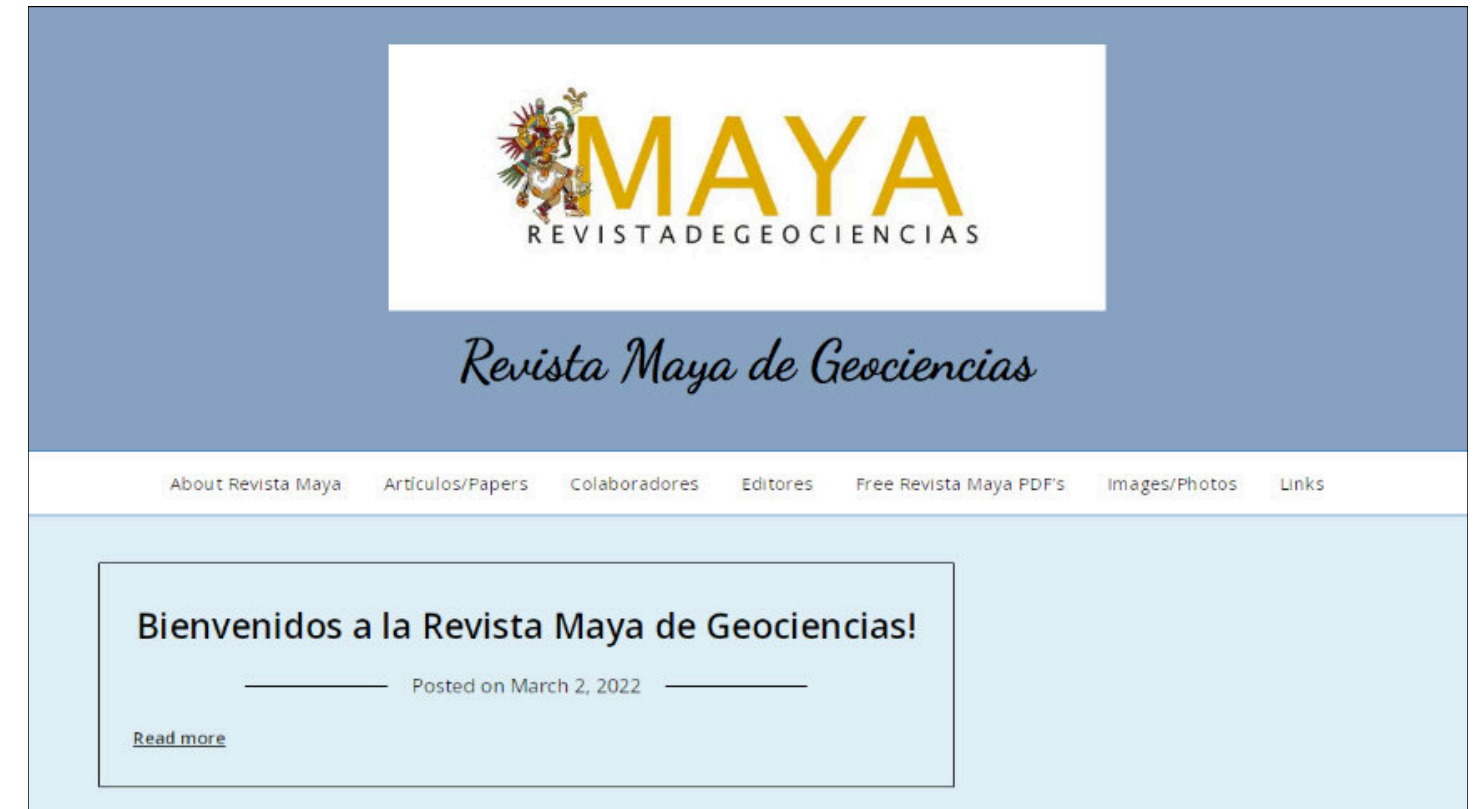 MAYA
REVISTADEGEOCIENCIAS
Revista Maya de Geociencias
About Revista Maya Artículos/Papers Colaboradores Editores Free Revista Maya PDF's Images/Photos Links
Bienvenidos a la Revista Maya de Geociencias!
Posted on March 2, 2022
Read more